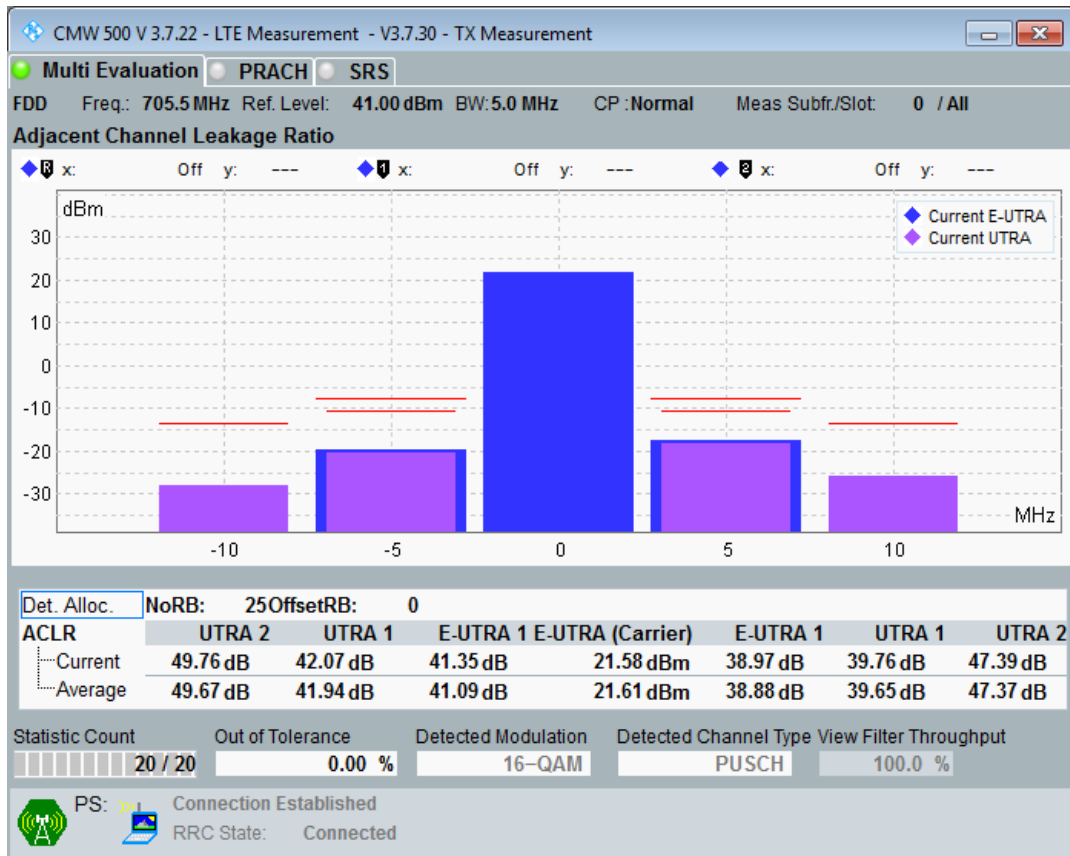 CMW 500 V 3.7.22 - LTE Measurement - V3.7.30 - TX Measurement
Multi Evaluation PRACH SRS
FDD Freq.: 705.5 MHz Ref. Level: 41.00 dBm BW: 5.0 MHz CP : Normal Meas Subfr./Slot: 0 / All
Adjacent Channel Leakage Ratio
R x: Off y: --- 1 x: Off y: --- 2 x: Off y: ---
dBm
Current E-UTRA
Current UTRA
30
20
10
0
-10
-20
-30
MHz
-10 -5 0 5 10
Det. Alloc. NoRB: 25 OffsetRB: 0
ACLR UTRA 2 UTRA 1 E-UTRA 1 E-UTRA (Carrier) E-UTRA 1 UTRA 1 UTRA 2
Current 49.76 dB 42.07 dB 41.35 dB 21.58 dBm 38.97 dB 39.76 dB 47.39 dB
Average 49.67 dB 41.94 dB 41.09 dB 21.61 dBm 38.88 dB 39.65 dB 47.37 dB
Statistic Count Out of Tolerance Detected Modulation Detected Channel Type View Filter Throughput
20 / 20 0.00 % 16-QAM PUSCH 100.0 %
PS: Connection Established
RRC State: Connected